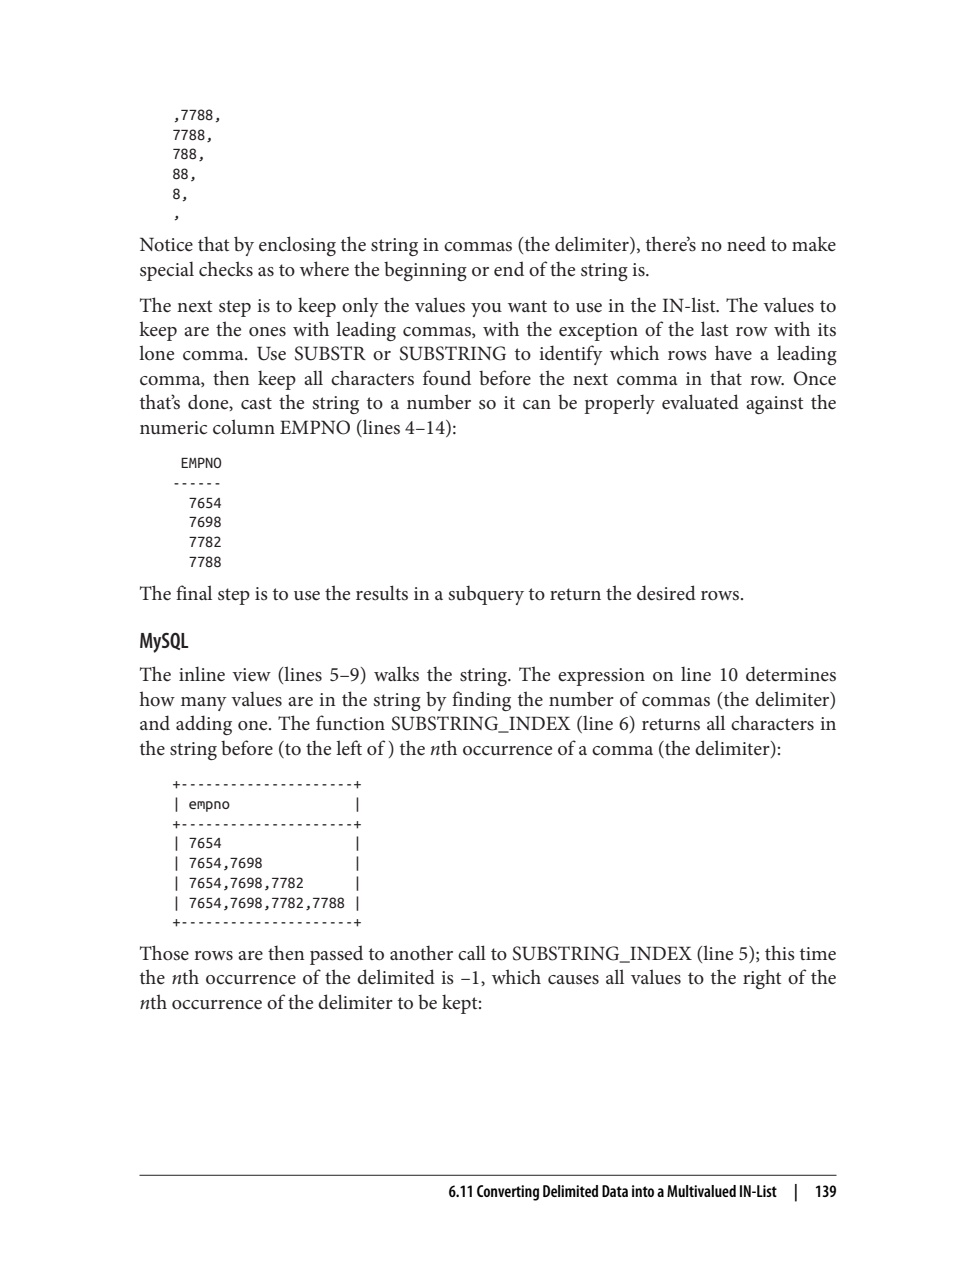 ,7788,
7788,
788,
88,
8,
,
Notice that by enclosing the string in commas (the delimiter), there’s no need to make
special checks as to where the beginning or end of the string is.
The next step is to keep only the values you want to use in the IN-list. The values to
keep are the ones with leading commas, with the exception of the last row with its
lone comma. Use SUBSTR or SUBSTRING to identify which rows have a leading
comma, then keep all characters found before the next comma in that row. Once
that’s done, cast the string to a number so it can be properly evaluated against the
numeric column EMPNO (lines 4–14):
EMPNO
------
7654
7698
7782
7788
The final step is to use the results in a subquery to return the desired rows.
MySQL
The inline view (lines 5–9) walks the string. The expression on line 10 determines
how many values are in the string by finding the number of commas (the delimiter)
and adding one. The function SUBSTRING_INDEX (line 6) returns all characters in
the string before (to the left of ) the nth occurrence of a comma (the delimiter):
+---------------------+
| empno               |
+---------------------+
| 7654                |
| 7654,7698           |
| 7654,7698,7782      |
| 7654,7698,7782,7788 |
+---------------------+
Those rows are then passed to another call to SUBSTRING_INDEX (line 5); this time
the nth occurrence of the delimited is –1, which causes all values to the right of the
nth occurrence of the delimiter to be kept:
6.11 Converting Delimited Data into a Multivalued IN-List | 139